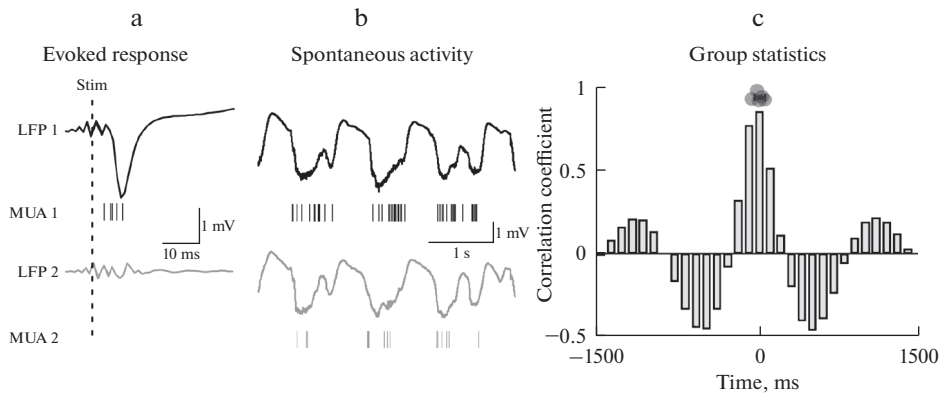 a
b
c
Evoked response
Spontaneous activity
Group statistics
Stim
LFP 1
MUA 1
1 mV
10 ms
1 mV
1 s
LFP 2
MUA 2
Correlation coefficient
1
0.5
0
−0.5
−1500
0
1500
Time, ms